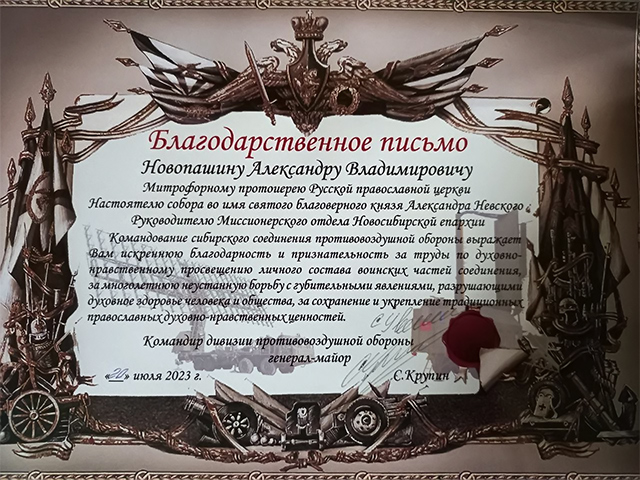 Благодарственное письмо
Новопашину Александру Владимировичу
Митрофорному протоиерею Русской православной церкви
Настоятелю собора во имя святого благоверного князя Александра Невского
Руководителю Миссионерского отдела Новосибирской епархии
Командование сибирского соединения противовоздушной обороны выражает
Вам искреннюю благодарность и признательность за труды по духовно-
нравственному просвещению личного состава воинских частей соединения,
за многолетнюю неустанную борьбу с губительными явлениями, разрушающими
духовное здоровье человека и общества, за сохранение и укрепление традиционных
православных духовно-нравственных ценностей.
Командир дивизии противовоздушной обороны
генерал-майор
«20» июля 2023 г. С.Крупин